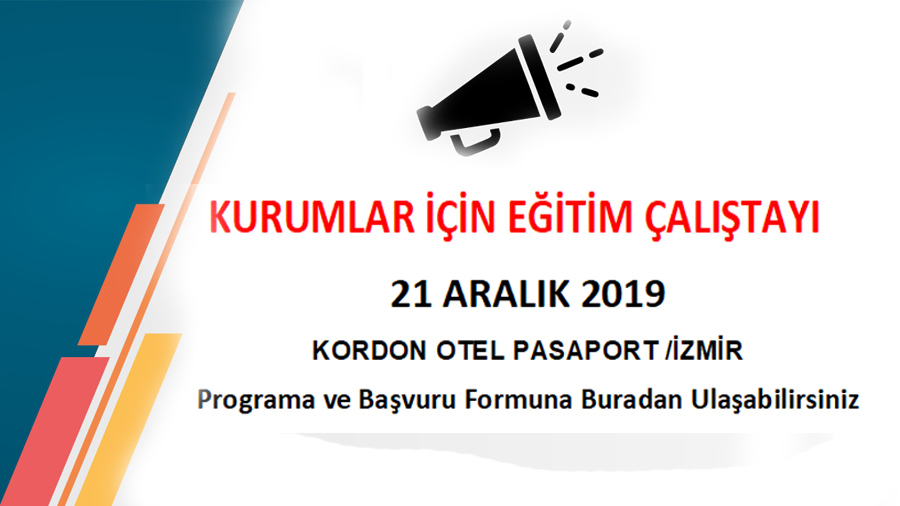 KURUMLAR İÇİN EĞİTİM ÇALIŞTAYI
21 ARALIK 2019
KORDON OTEL PASAPORT /İZMİR
Programa ve Başvuru Formuna Buradan Ulaşabilirsiniz